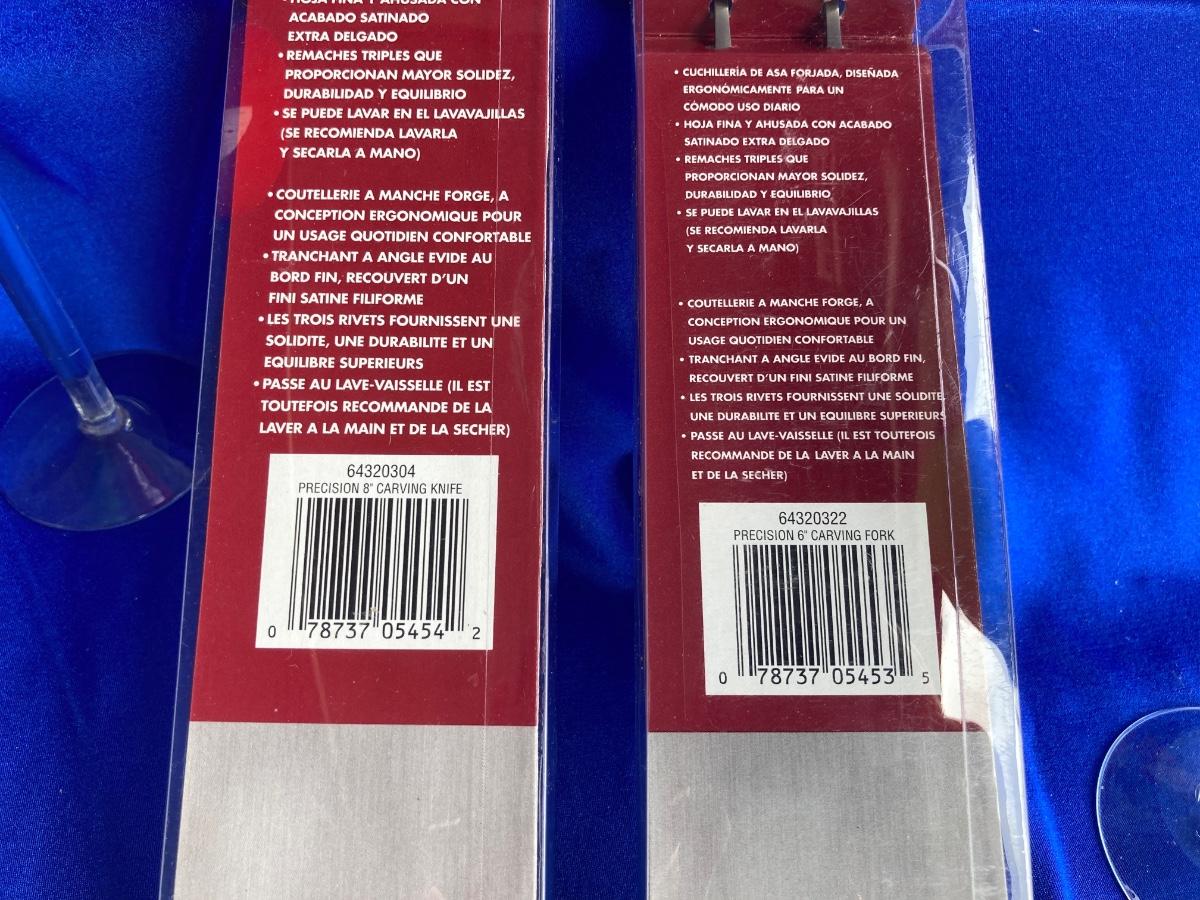 HOJA FINA Y AHUSADA CON
ACABADO SATINADO
EXTRA DELGADO
• REMACHES TRIPLES QUE
PROPORCIONAN MAYOR SOLIDEZ,
DURABILIDAD Y EQUILIBRIO
• SE PUEDE LAVAR EN EL LAVAVAJILLAS
(SE RECOMIENDA LAVARLA
Y SECARLA A MANO)
• COUTELLERIE A MANCHE FORGE, A
CONCEPTION ERGONOMIQUE POUR
UN USAGE QUOTIDIEN CONFORTABLE
• TRANCHANT A ANGLE EVIDE AU
BORD FIN, RECOUVERT D'UN
FINI SATINE FILIFORME
• LES TROIS RIVETS FOURNISSENT UNE
SOLIDITE, UNE DURABILITE ET UN
EQUILIBRE SUPERIEURS
• PASSE AU LAVE-VAISSELLE (IL EST
TOUTEFOIS RECOMMANDE DE LA
LAVER A LA MAIN ET DE LA SECHER)
64320304
PRECISION 8" CARVING KNIFE
0 78737 05454 2
• CUCHILLERÍA DE ASA FORJADA, DISEÑADA
ERGONÓMICAMENTE PARA UN
CÓMODO USO DIARIO
• HOJA FINA Y AHUSADA CON ACABADO
SATINADO EXTRA DELGADO
• REMACHES TRIPLES QUE
PROPORCIONAN MAYOR SOLIDEZ,
DURABILIDAD Y EQUILIBRIO
• SE PUEDE LAVAR EN EL LAVAVAJILLAS
(SE RECOMIENDA LAVARLA
Y SECARLA A MANO)
• COUTELLERIE A MANCHE FORGE, A
CONCEPTION ERGONOMIQUE POUR UN
USAGE QUOTIDIEN CONFORTABLE
• TRANCHANT A ANGLE EVIDE AU BORD FIN,
RECOUVERT D'UN FINI SATINE FILIFORME
• LES TROIS RIVETS FOURNISSENT UNE SOLIDITE,
UNE DURABILITE ET UN EQUILIBRE SUPERIEURS
• PASSE AU LAVE-VAISSELLE (IL EST TOUTEFOIS
RECOMMANDE DE LA LAVER A LA MAIN
ET DE LA SECHER)
64320322
PRECISION 6" CARVING FORK
0 78737 05453 5